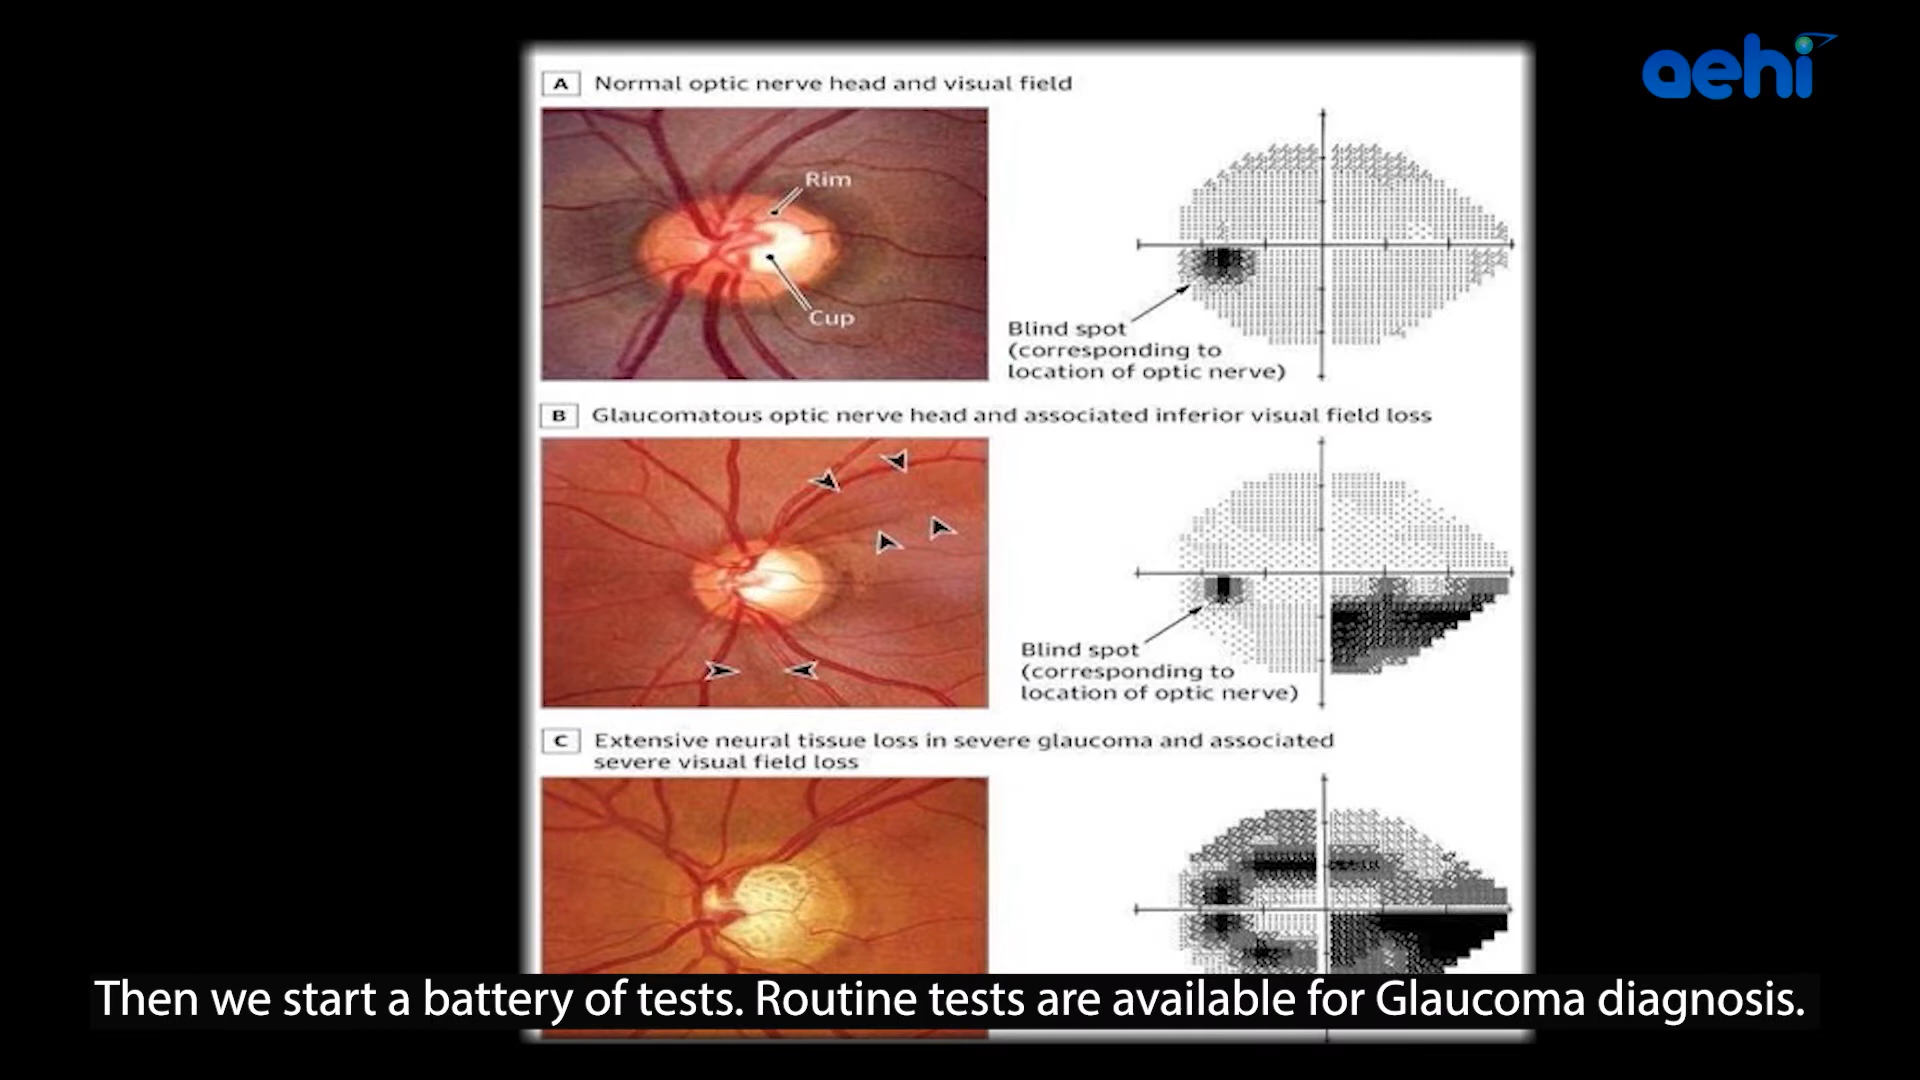 aehi
A Normal optic nerve head and visual field
Rim
Cup
Blind spot
(corresponding to
location of optic nerve)
B Glaucomatous optic nerve head and associated inferior visual field loss
Blind spot
(corresponding to
location of optic nerve)
C Extensive neural tissue loss in severe glaucoma and associated
severe visual field loss
Then we start a battery of tests. Routine tests are available for Glaucoma diagnosis.